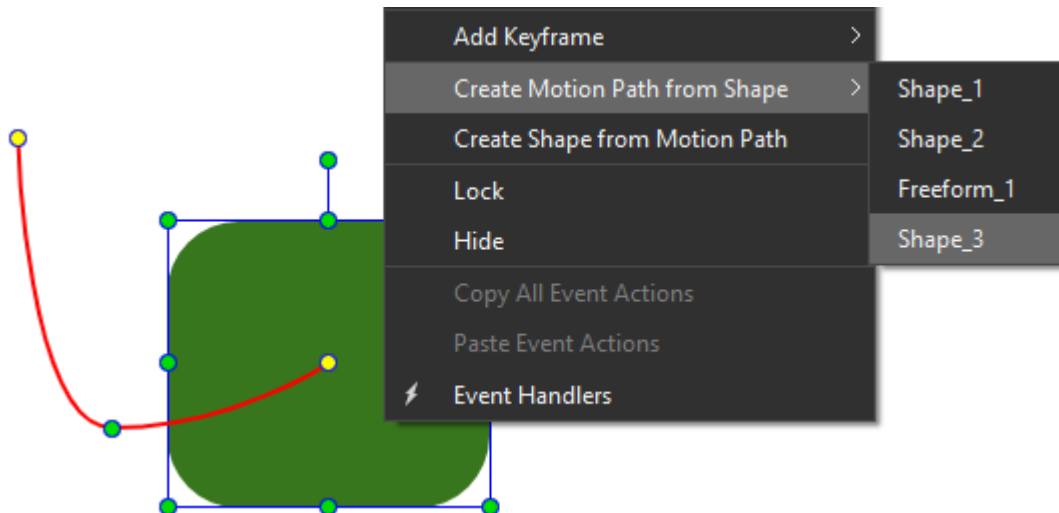 Add Keyframe
Create Motion Path from Shape
Create Shape from Motion Path
Lock
Hide
Copy All Event Actions
Paste Event Actions
Event Handlers
Shape_1
Shape_2
Freeform_1
Shape_3